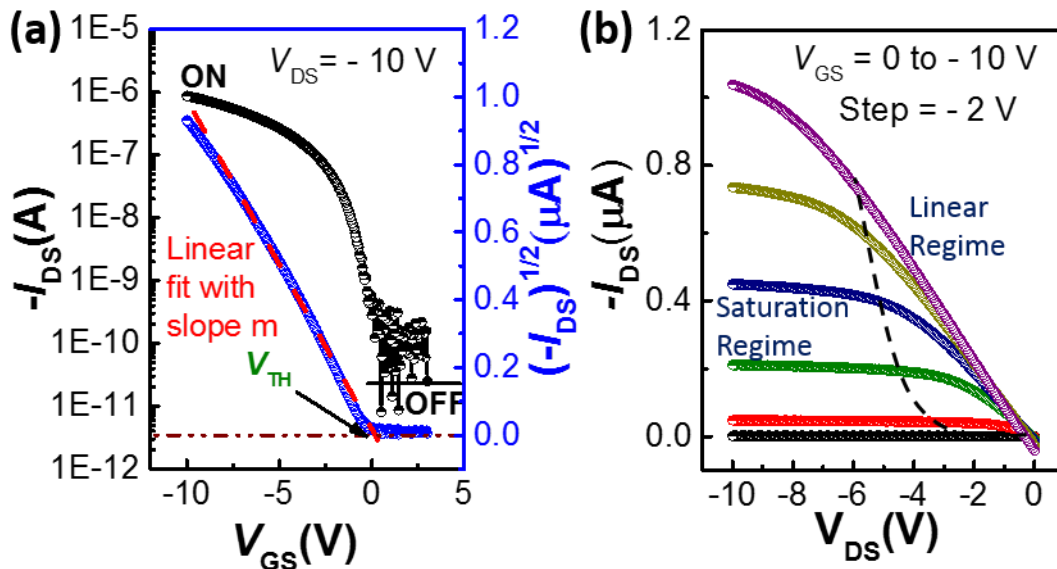 (a)
V_DS = - 10 V
ON
1E-5
1E-6
1E-7
1E-8
1E-9
1E-10
1E-11
1E-12
-I_DS(A)
Linear
fit with
slope m
V_TH
OFF
1.2
1.0
0.8
0.6
0.4
0.2
0.0
(-I_DS)^1/2(μA)^1/2
-10
-5
0
5
V_GS(V)
(b)
V_GS = 0 to - 10 V
Step = - 2 V
1.2
0.8
0.4
0.0
-I_DS(μA)
Linear
Regime
Saturation
Regime
-10
-8
-6
-4
-2
0
V_DS(V)